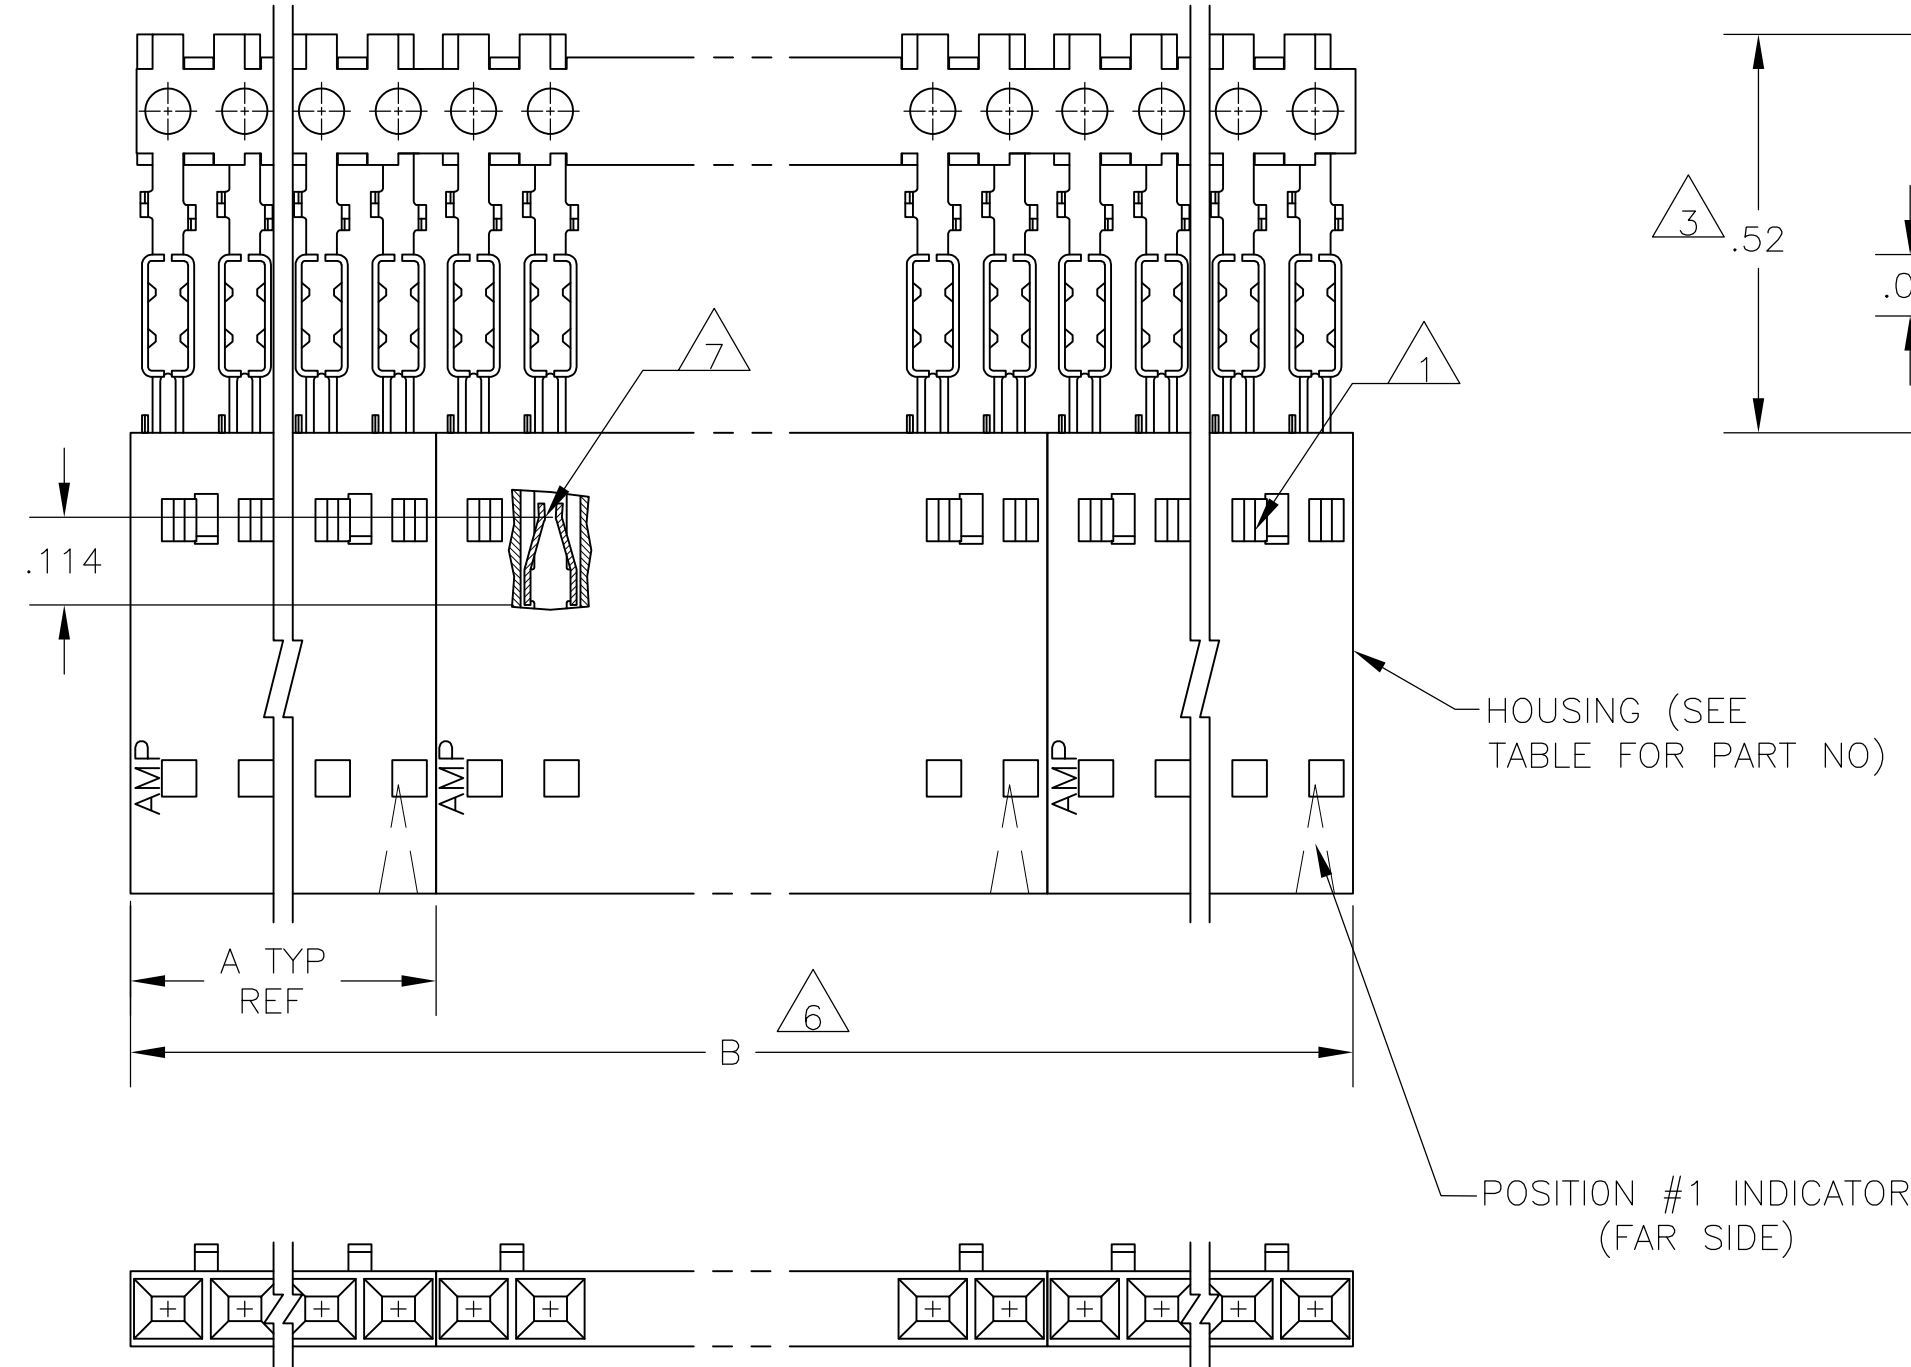 3
.52
.0
7
1
.114
HOUSING (SEE
TABLE FOR PART NO)
AMP
AMP
AMP
A TYP
REF
6
B
POSITION #1 INDICATOR
(FAR SIDE)